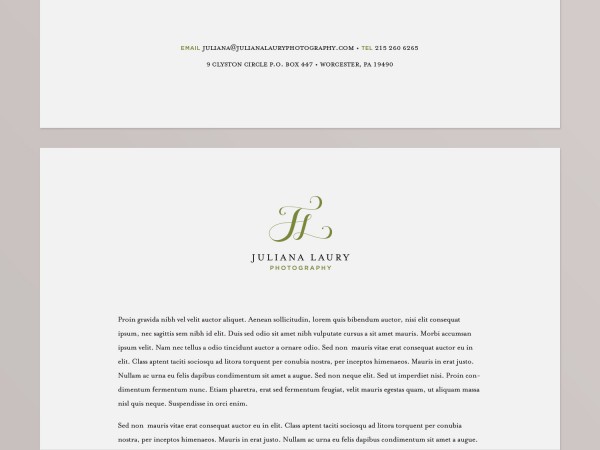 EMAIL JULIANA@JULIANALAURYPHOTOGRAPHY.COM • TEL 215 260 6265
9 CLYSTON CIRCLE P.O. BOX 447 • WORCESTER, PA 19490
JL
JULIANA LAURY
PHOTOGRAPHY
Proin gravida nibh vel velit auctor aliquet. Aenean sollicitudin, lorem quis bibendum auctor, nisi elit consequat
ipsum, nec sagittis sem nibh id elit. Duis sed odio sit amet nibh vulputate cursus a sit amet mauris. Morbi accumsan
ipsum velit. Nam nec tellus a odio tincidunt auctor a ornare odio. Sed non mauris vitae erat consequat auctor eu in
elit. Class aptent taciti sociosqu ad litora torquent per conubia nostra, per inceptos himenaeos. Mauris in erat justo.
Nullam ac urna eu felis dapibus condimentum sit amet a augue. Sed non neque elit. Sed ut imperdiet nisi. Proin con-
dimentum fermentum nunc. Etiam pharetra, erat sed fermentum feugiat, velit mauris egestas quam, ut aliquam massa
nisl quis neque. Suspendisse in orci enim.
Sed non mauris vitae erat consequat auctor eu in elit. Class aptent taciti sociosqu ad litora torquent per conubia
nostra, per inceptos himenaeos. Mauris in erat justo. Nullam ac urna eu felis dapibus condimentum sit amet a augue.